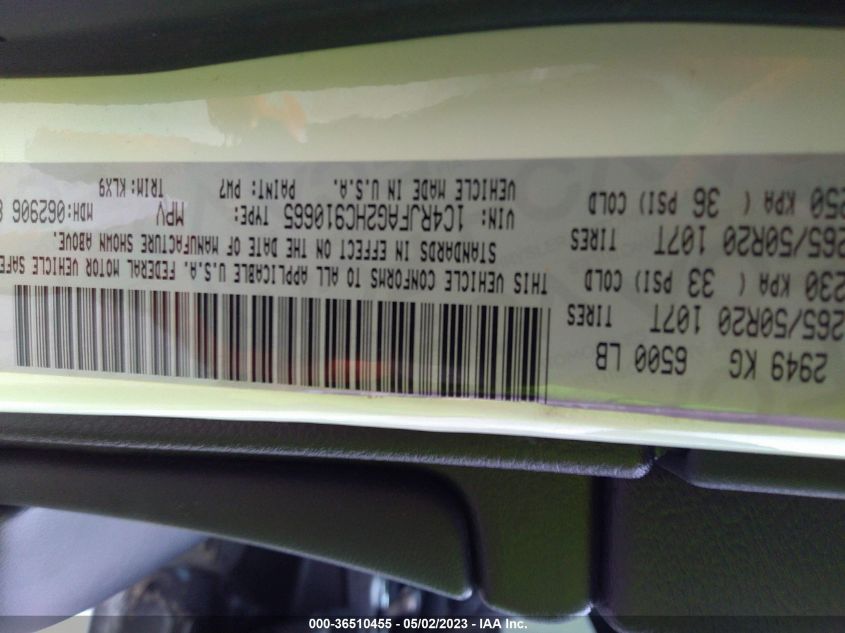 2949 KG 6500 LB
265/50R20 107T TIRES
230 KPA ( 33 PSI) COLD
265/50R20 107T TIRES
250 KPA ( 36 PSI) COLD
THIS VEHICLE CONFORMS TO ALL APPLICABLE U.S.A. FEDERAL MOTOR VEHICLE SAFE
STANDARDS IN EFFECT ON THE DATE OF MANUFACTURE SHOWN ABOVE.
VIN: 1C4RJFAG2HC910665 TYPE: MPV MDH: 062906
VEHICLE MADE IN U.S.A. PAINT: PW7 TRIM: KLX9
000-36510455 - 05/02/2023 - IAA Inc.